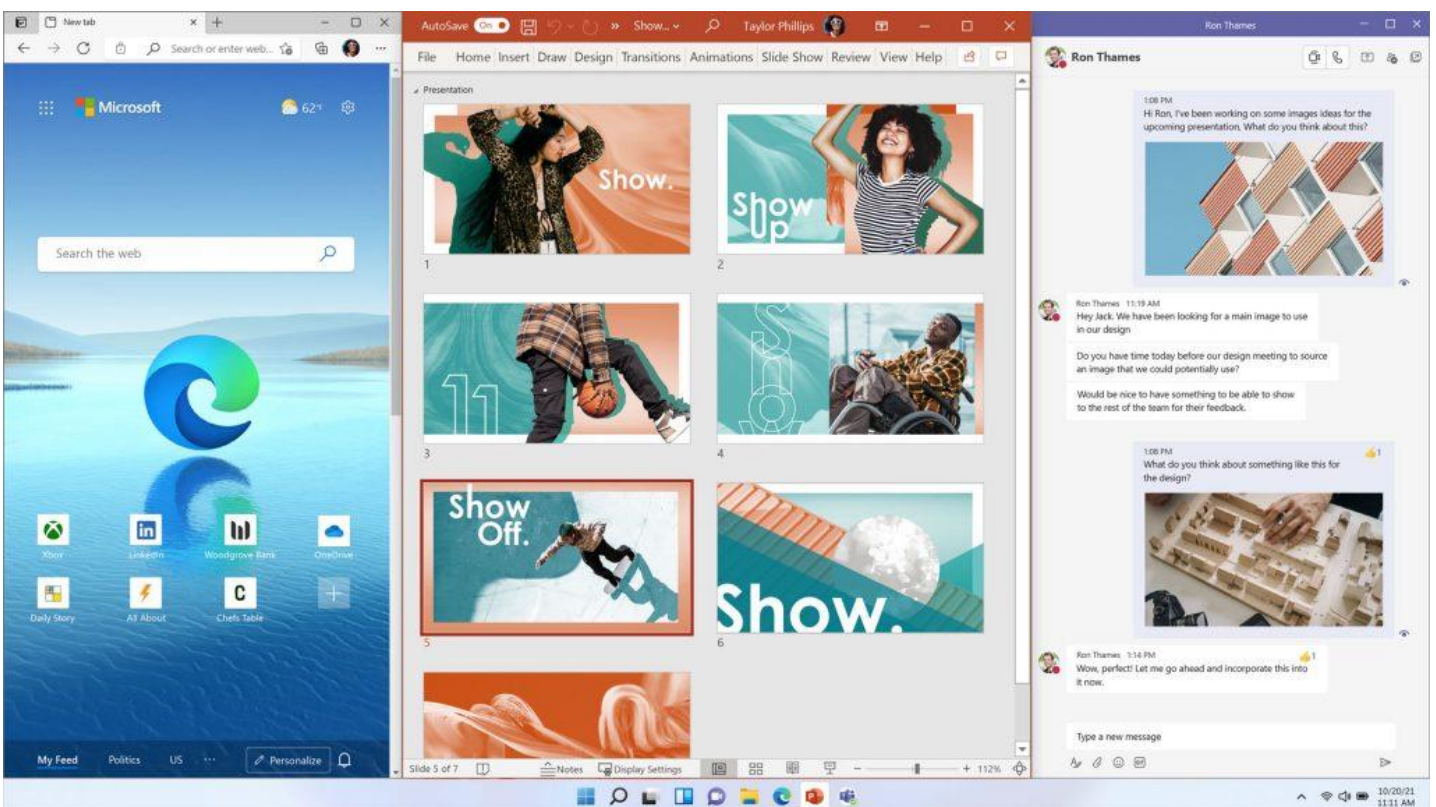 New tab
Search or enter web...
Microsoft
62°F
Search the web
Xbox
LinkedIn
Woodgrove Bank
OneDrive
Daily Story
All About
Chefs Table
My Feed
Politics
US
...
Personalize
AutoSave
On
Show...
Taylor Phillips
File
Home
Insert
Draw
Design
Transitions
Animations
Slide Show
Review
View
Help
Presentation
Show.
1
Show
Up
2
11
3
Show
4
Show
Off.
5
Show.
6
Slide 5 of 7
Notes
Display Settings
112%
Ron Thames
Ron Thames
1:08 PM
Hi Ron, I've been working on some images ideas for the
upcoming presentation. What do you think about this?
Ron Thames 11:19 AM
Hey Jack. We have been looking for a main image to use
in our design
Do you have time today before our design meeting to source
an image that we could potentially use?
Would be nice to have something to be able to show
to the rest of the team for their feedback.
1:08 PM
1
What do you think about something like this for
the design?
Ron Thames 1:14 PM
1
Wow, perfect! Let me go ahead and incorporate this into
it now.
Type a new message
10/20/21
11:11 AM